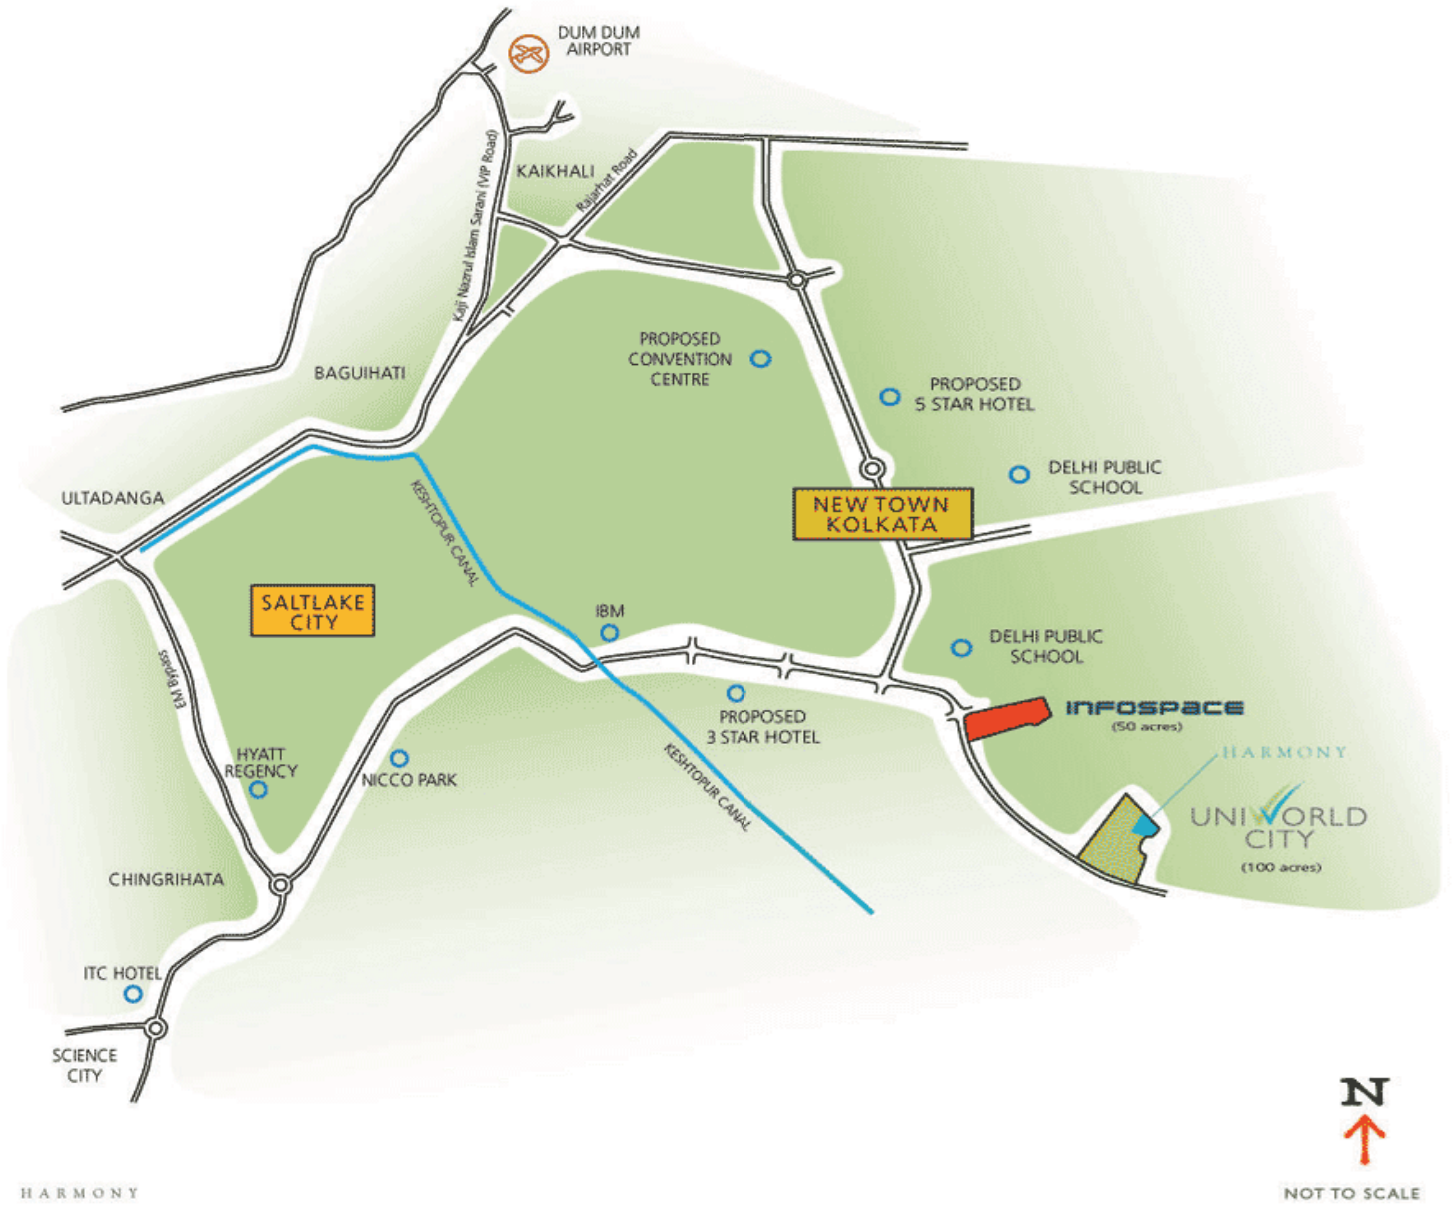 DUM DUM
AIRPORT
KAIKHALI
Rajarhat Road
Kaji Nazrul Islam Sarani (VIP Road)
PROPOSED
CONVENTION
CENTRE
BAGUIHATI
PROPOSED
5 STAR HOTEL
DELHI PUBLIC
SCHOOL
ULTADANGA
NEW TOWN
KOLKATA
KESHTOPUR CANAL
SALTLAKE
CITY
IBM
DELHI PUBLIC
SCHOOL
EM Bypass
INFOSPACE
(50 acres)
PROPOSED
3 STAR HOTEL
HARMONY
HYATT
REGENCY
NICCO PARK
KESHTOPUR CANAL
UNIWORLD
CITY
(100 acres)
CHINGRIHATA
ITC HOTEL
SCIENCE
CITY
N
HARMONY
NOT TO SCALE